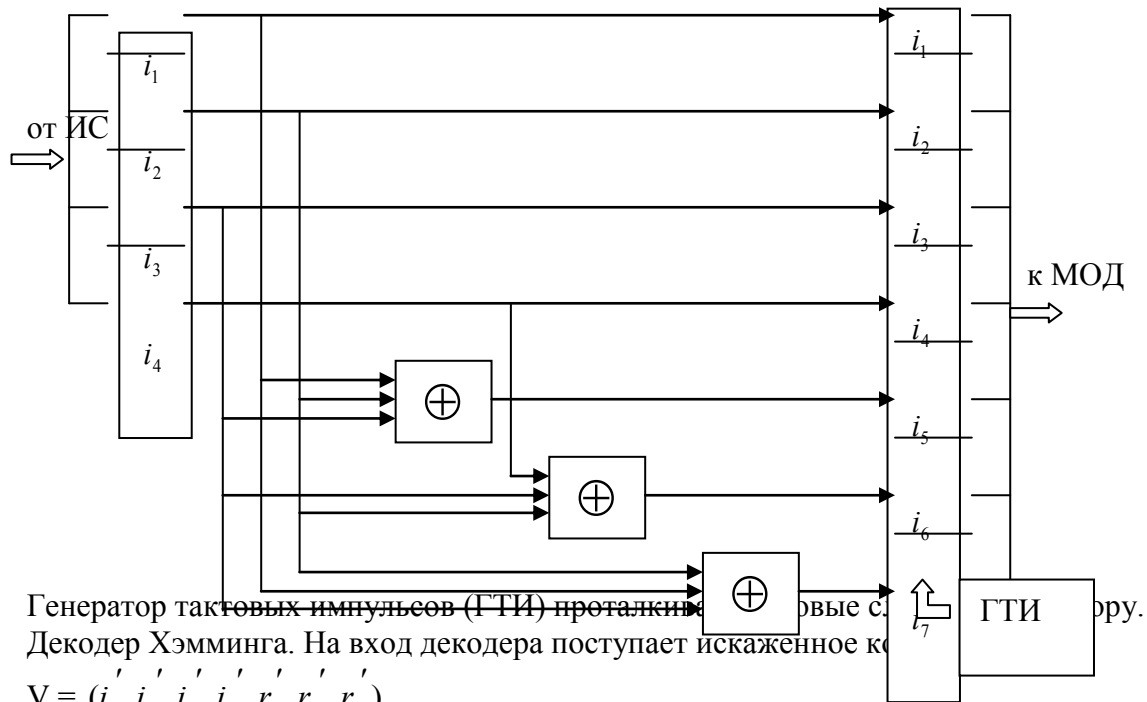 i₁
i₁
от ИС
i₂
i₂
i₃
i₃
к МОД
i₄
i₄
⊕
i₅
⊕
i₆
⊕
Генератор тактовых импульсов (ГТИ) ору.
i₇
ГТИ
Декодер Хэмминга. На вход декодера поступает искаженное
V = (i′ i′ i′ i′ r′ r′ r′)